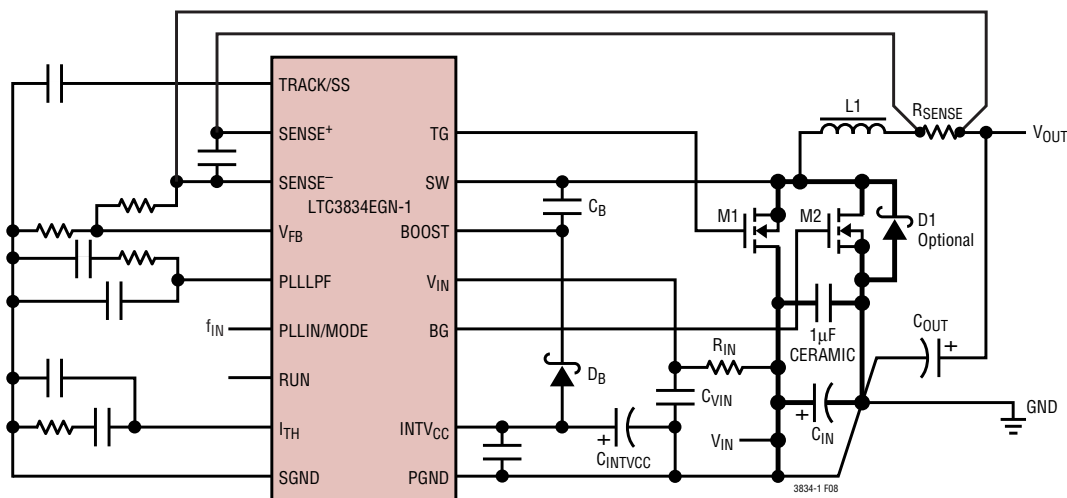 TRACK/SS
SENSE+
SENSE–
LTC3834EGN-1
VFB
PLLLPF
fIN
PLLIN/MODE
RUN
ITH
SGND
TG
SW
BOOST
VIN
BG
INTVCC
PGND
CB
DB
CINTVCC
CVIN
RIN
VIN
M1
M2
L1
RSENSE
VOUT
D1
Optional
1μF
CERAMIC
COUT
+
+
CIN
+
GND
3834-1 F08